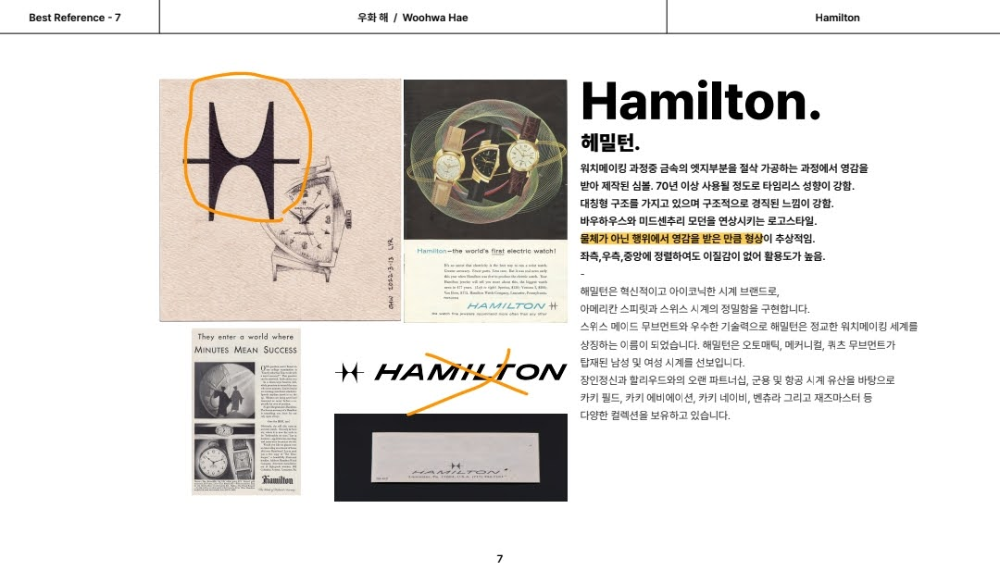 Best Reference - 7
우화 해 / Woohwa Hae
Hamilton
Hamilton.
헤밀턴.
워치메이킹 과정중 금속의 엣지부분을 절삭 가공하는 과정에서 영감을
받아 제작된 심볼. 70년 이상 사용될 정도로 타임리스 성향이 강함.
대칭형 구조를 가지고 있으며 구조적으로 경직된 느낌이 강함.
바우하우스와 미드센추리 모던을 연상시키는 로고스타일.
물체가 아닌 행위에서 영감을 받은 만큼 형상이 추상적임.
좌측,우측,중앙에 정렬하여도 이질감이 없어 활용도가 높음.
-
해밀턴은 혁신적이고 아이코닉한 시계 브랜드로,
아메리칸 스피릿과 스위스 시계의 정밀함을 구현합니다.
스위스 메이드 무브먼트와 우수한 기술력으로 해밀턴은 정교한 워치메이킹 세계를
상징하는 이름이 되었습니다. 해밀턴은 오토매틱, 메커니컬, 쿼츠 무브먼트가
탑재된 남성 및 여성 시계를 선보입니다.
장인정신과 할리우드와의 오랜 파트너십, 군용 및 항공 시계 유산을 바탕으로
카키 필드, 카키 에비에이션, 카키 네이비, 벤츄라 그리고 재즈마스터 등
다양한 컬렉션을 보유하고 있습니다.
2022.3.13
Hamilton—the world's first electric watch!
HAMILTON
the watch fine jewelers recommend more often than any other
They enter a world where
MINUTES MEAN SUCCESS
Hamilton
HAMILTON
HAMILTON
7